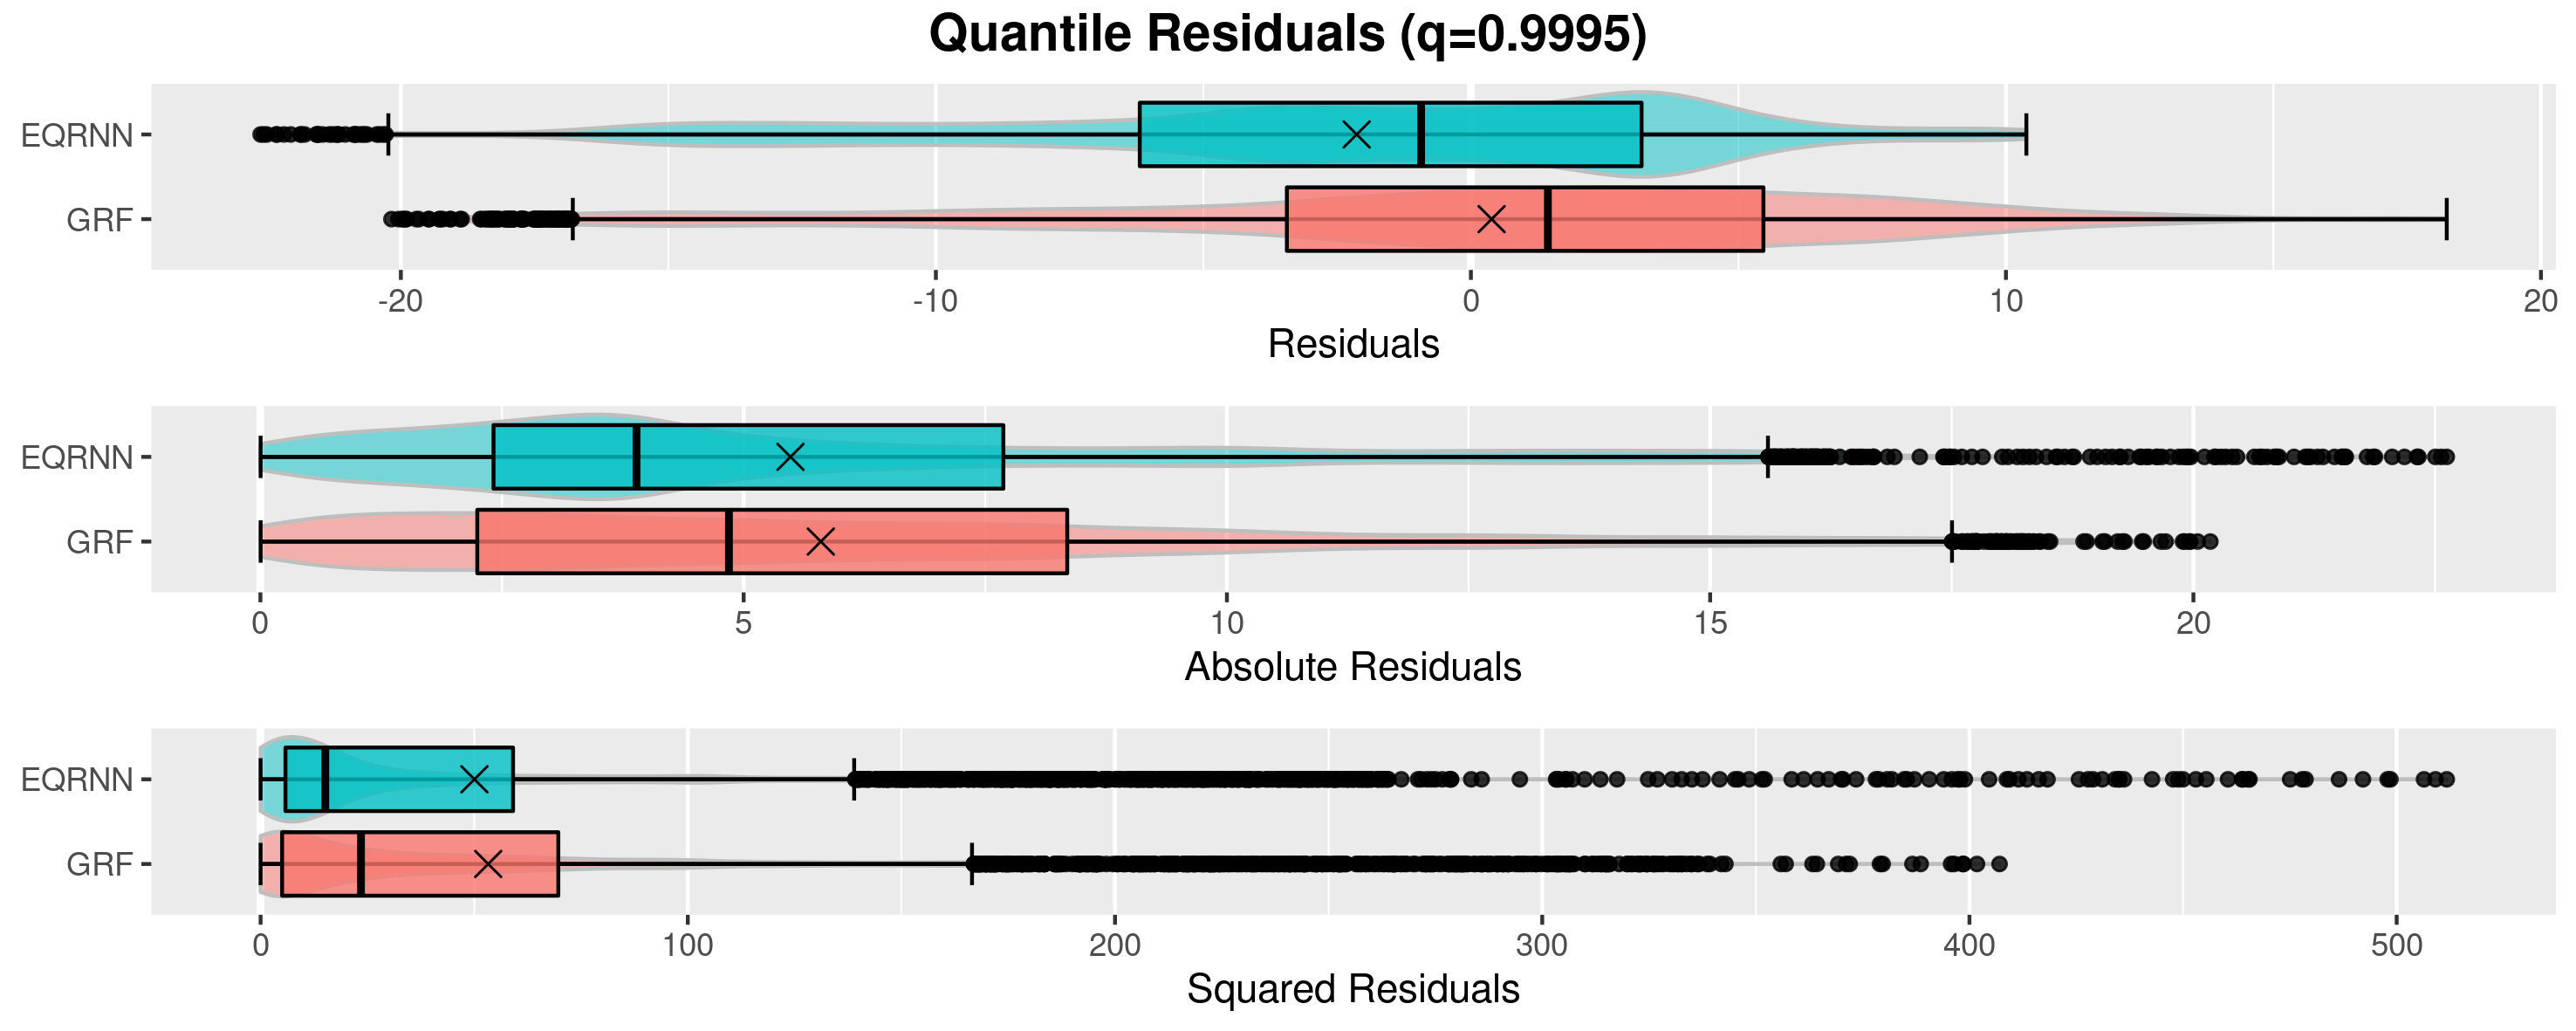 Quantile Residuals (q=0.9995)
EQRNN
GRF
-20 -10 0 10 20
Residuals
EQRNN
GRF
0 5 10 15 20
Absolute Residuals
EQRNN
GRF
0 100 200 300 400 500
Squared Residuals